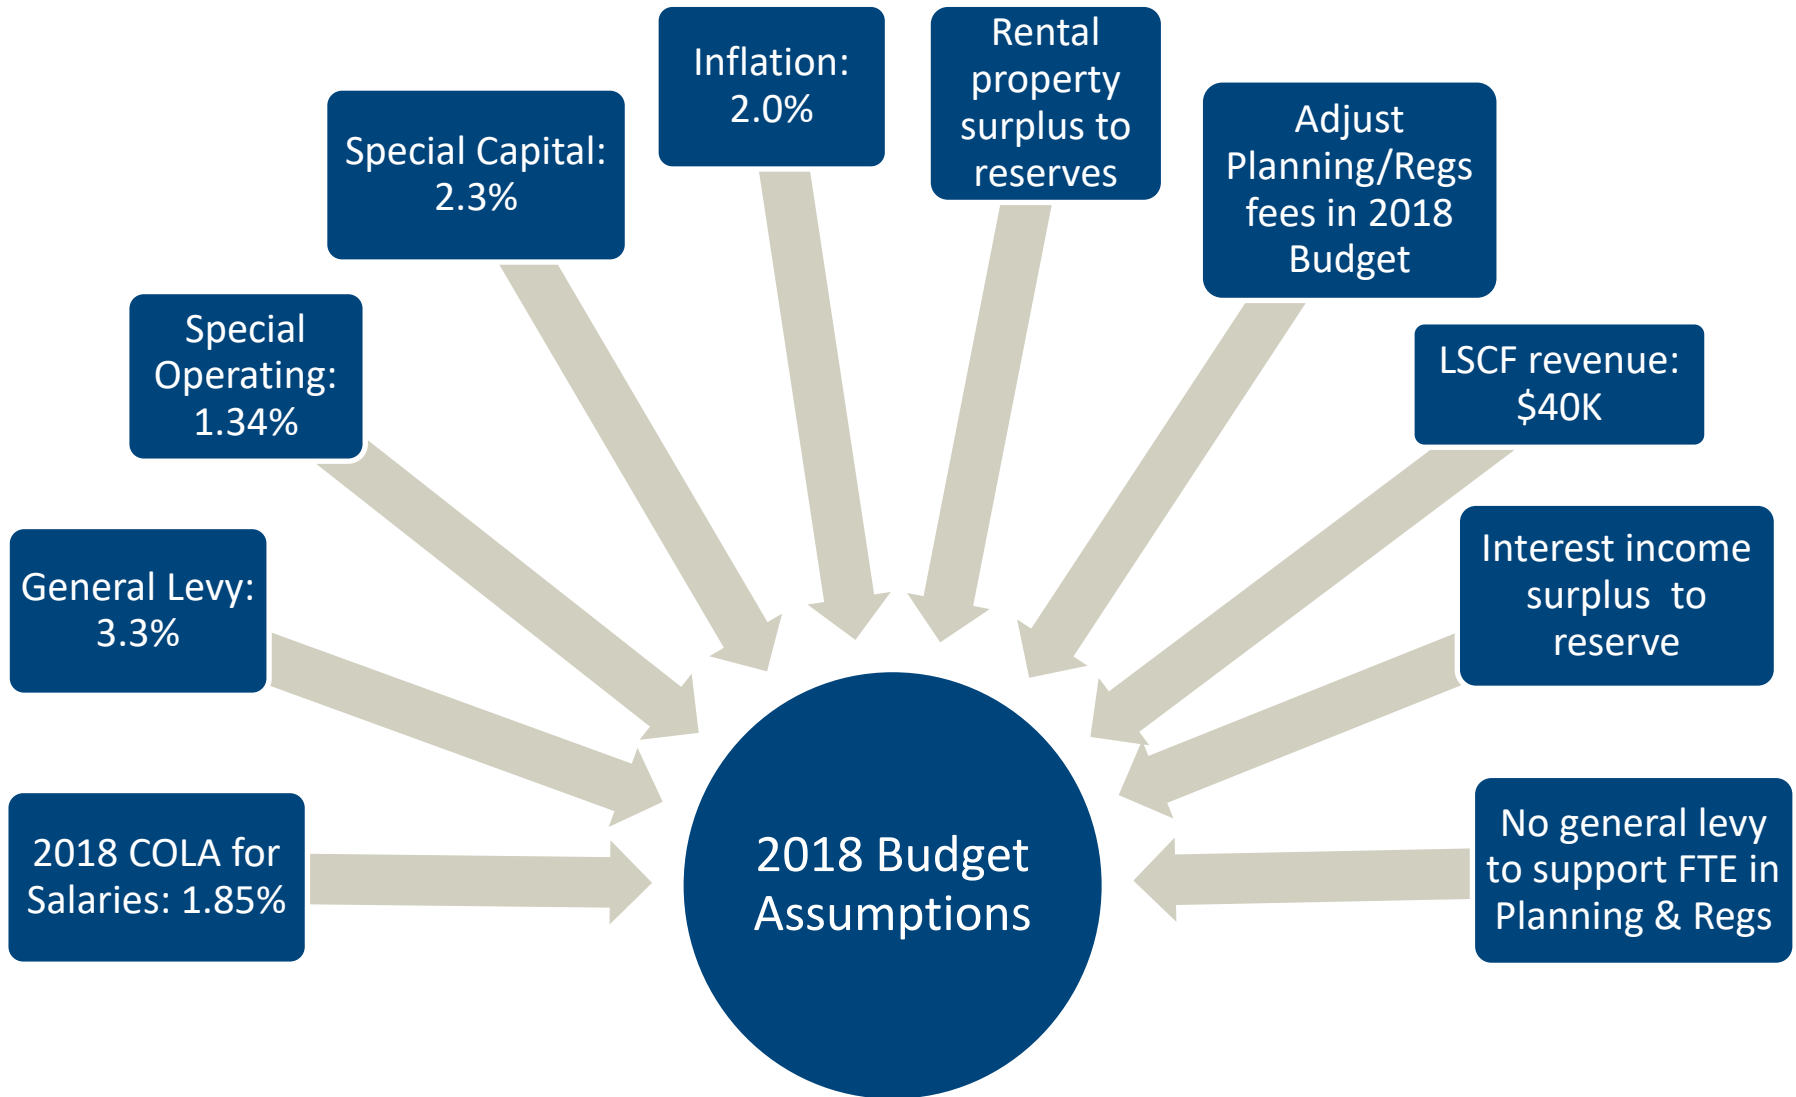 2018 COLA for
Salaries: 1.85%
General Levy:
3.3%
Special
Operating:
1.34%
Special Capital:
2.3%
Inflation:
2.0%
Rental
property
surplus to
reserves
Adjust
Planning/Regs
fees in 2018
Budget
LSCF revenue:
$40K
Interest income
surplus to
reserve
No general levy
to support FTE in
Planning & Regs
2018 Budget
Assumptions